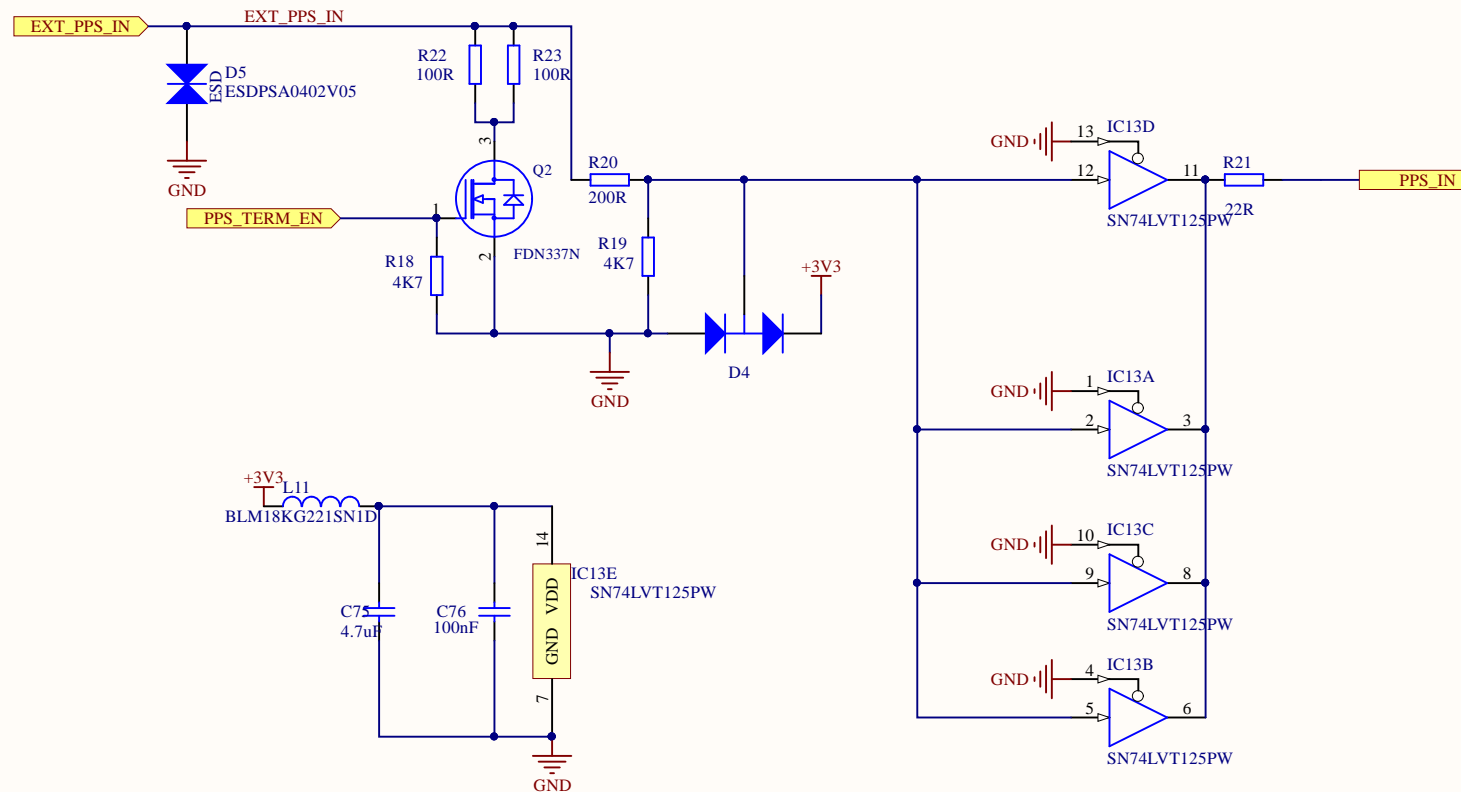 EXT_PPS_IN
EXT_PPS_IN
D5
ESD
ESDPSA0402V05
GND
R22
100R
R23
100R
3
Q2
1
2
FDN337N
PPS_TERM_EN
R18
4K7
R20
200R
R19
4K7
+3V3
D4
GND
GND
13
IC13D
12
11
SN74LVT125PW
R21
22R
PPS_IN
GND
1
IC13A
2
3
SN74LVT125PW
GND
10
IC13C
9
8
SN74LVT125PW
GND
4
IC13B
5
6
SN74LVT125PW
+3V3
L11
BLM18KG221SN1D
14
IC13E
SN74LVT125PW
GND VDD
C75
4.7uF
C76
100nF
7
GND